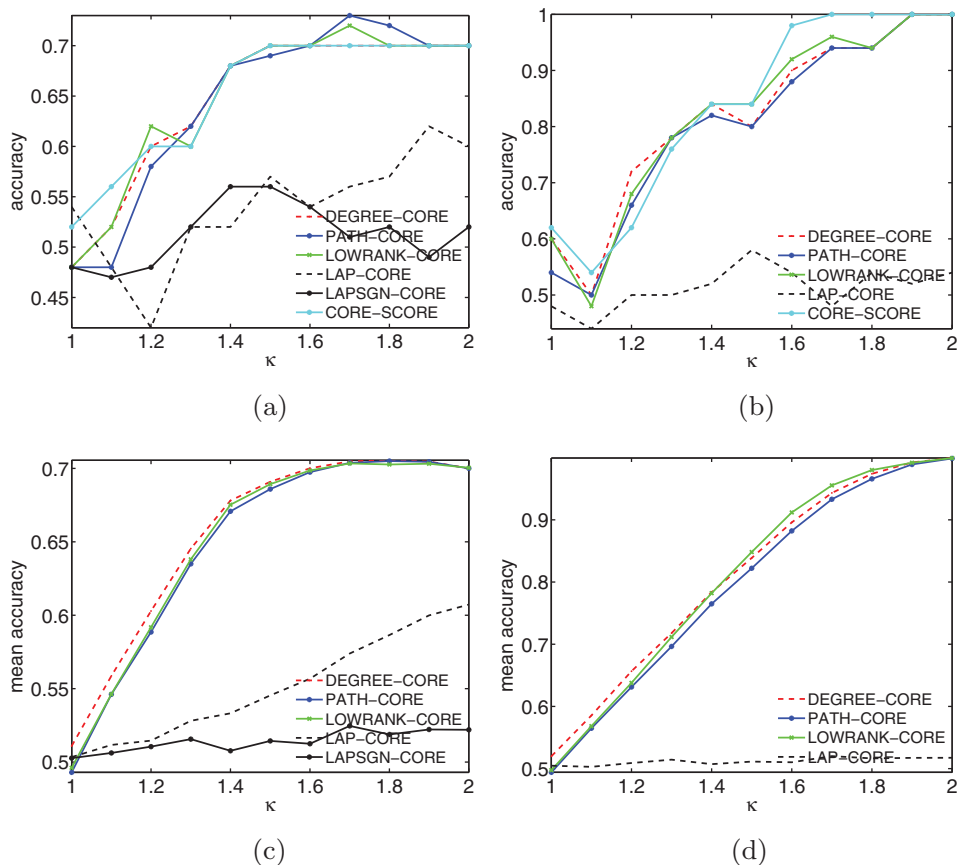 0.7
0.65
0.6
0.55
0.5
0.45
accuracy
DEGREE−CORE
PATH−CORE
LOWRANK−CORE
LAP−CORE
LAPSGN−CORE
CORE−SCORE
1 1.2 1.4 1.6 1.8 2
κ
(a)
1
0.9
0.8
0.7
0.6
0.5
accuracy
DEGREE−CORE
PATH−CORE
LOWRANK−CORE
LAP−CORE
CORE−SCORE
1 1.2 1.4 1.6 1.8 2
κ
(b)
0.7
0.65
0.6
0.55
0.5
mean accuracy
DEGREE−CORE
PATH−CORE
LOWRANK−CORE
LAP−CORE
LAPSGN−CORE
1 1.2 1.4 1.6 1.8 2
κ
(c)
0.9
0.8
0.7
0.6
0.5
mean accuracy
DEGREE−CORE
PATH−CORE
LOWRANK−CORE
LAP−CORE
1 1.2 1.4 1.6 1.8 2
κ
(d)